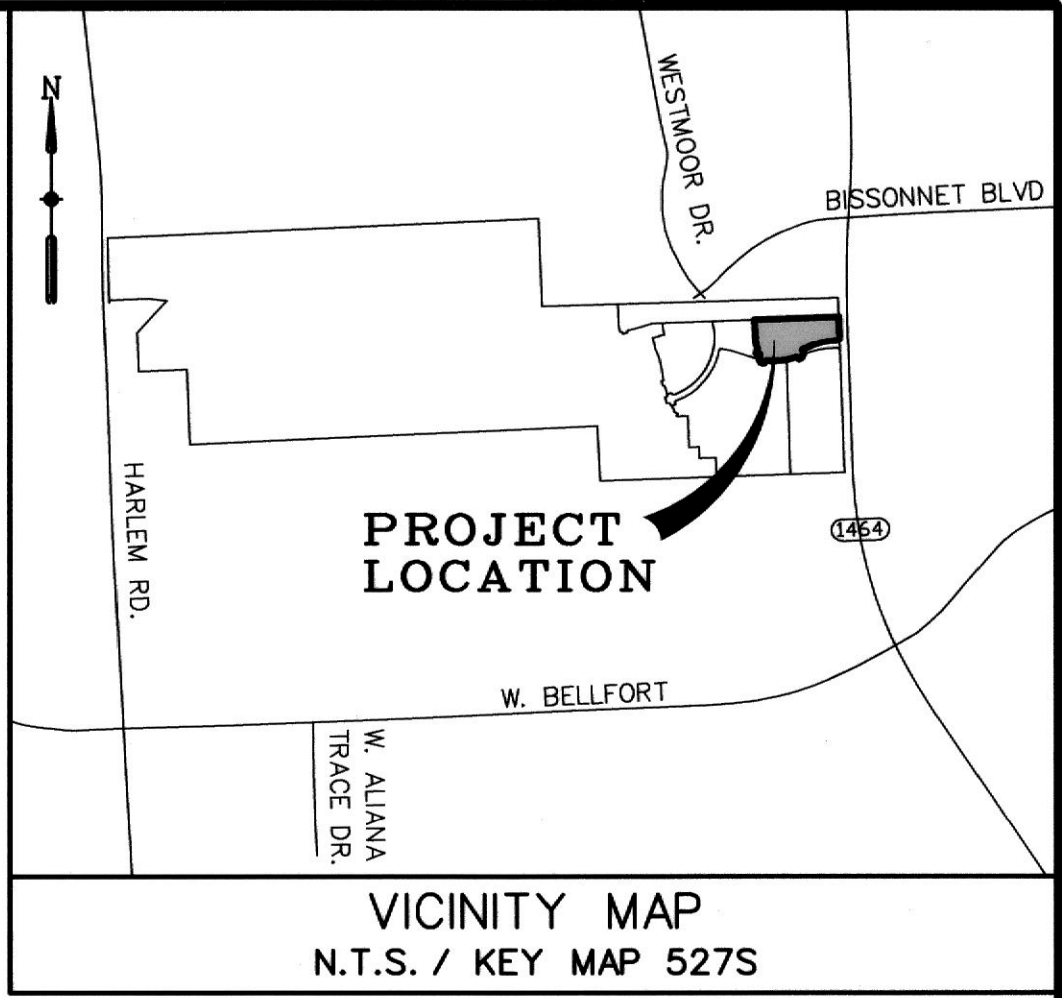 N
WESTMOOR DR.
BISSONNET BLVD
HARLEM RD.
PROJECT
LOCATION
1464
W. BELLFORT
W. ALIANA
TRACE DR.
VICINITY MAP
N.T.S. / KEY MAP 527S